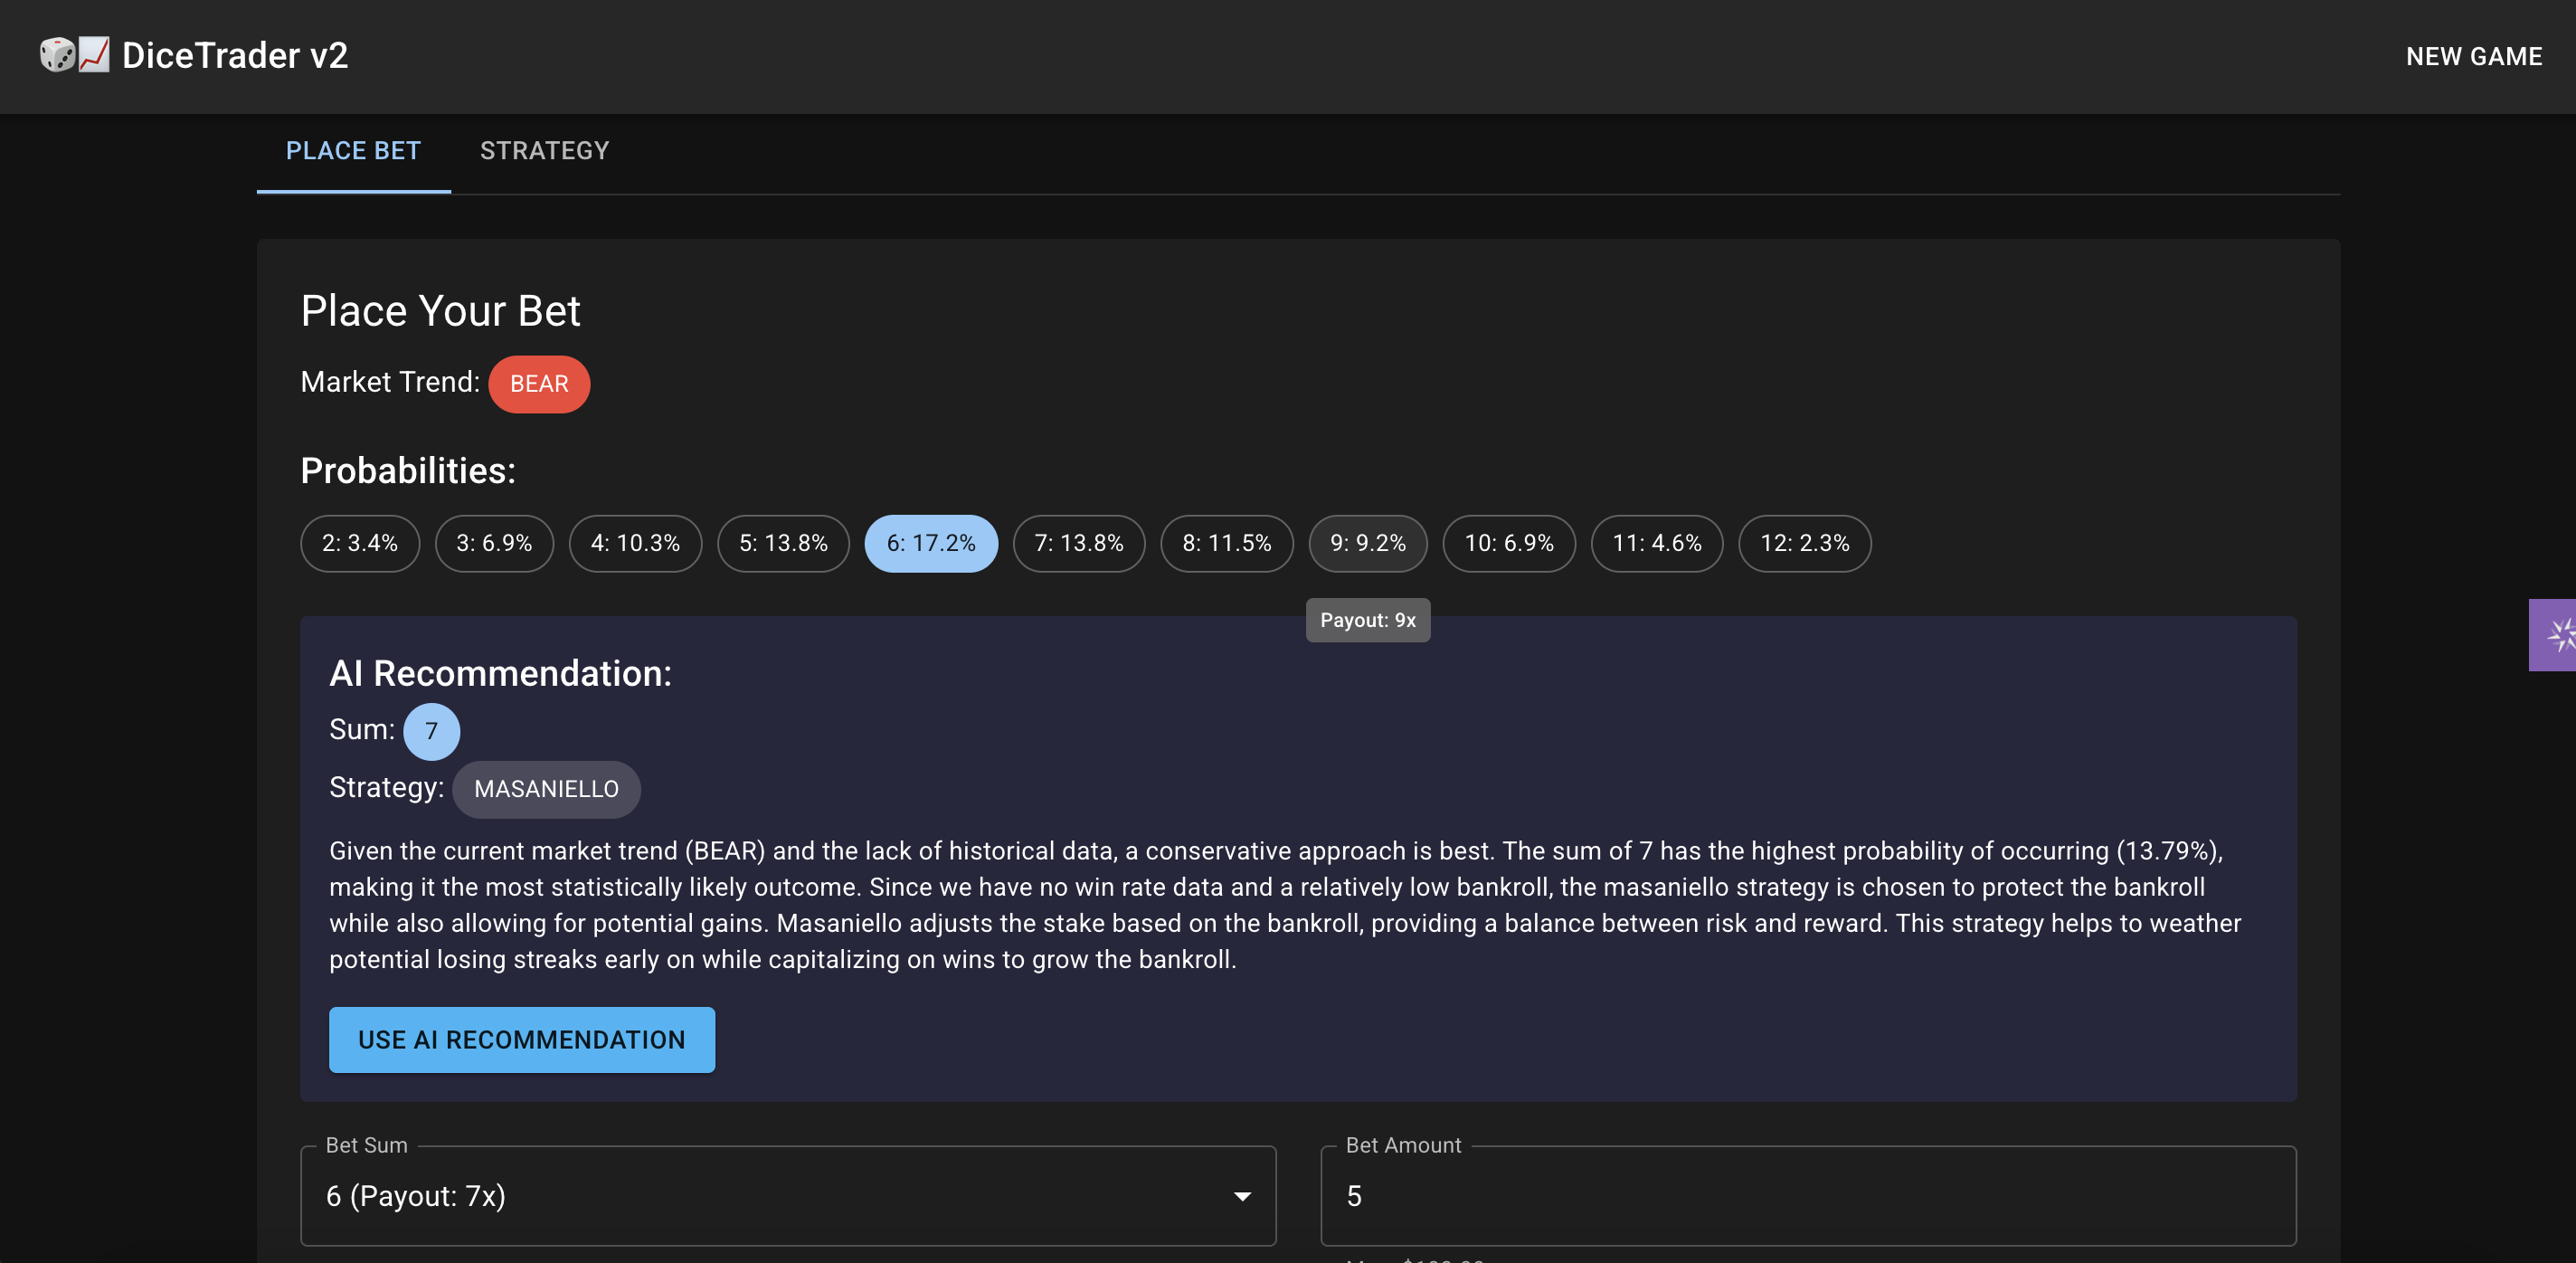 DiceTrader v2
NEW GAME
PLACE BET STRATEGY
Place Your Bet
Market Trend: BEAR
Probabilities:
2: 3.4% 3: 6.9% 4: 10.3% 5: 13.8% 6: 17.2% 7: 13.8% 8: 11.5% 9: 9.2% 10: 6.9% 11: 4.6% 12: 2.3%
Payout: 9x
AI Recommendation:
Sum: 7
Strategy: MASANIELLO
Given the current market trend (BEAR) and the lack of historical data, a conservative approach is best. The sum of 7 has the highest probability of occurring (13.79%),
making it the most statistically likely outcome. Since we have no win rate data and a relatively low bankroll, the masaniello strategy is chosen to protect the bankroll
while also allowing for potential gains. Masaniello adjusts the stake based on the bankroll, providing a balance between risk and reward. This strategy helps to weather
potential losing streaks early on while capitalizing on wins to grow the bankroll.
USE AI RECOMMENDATION
Bet Sum
6 (Payout: 7x)
Bet Amount
5